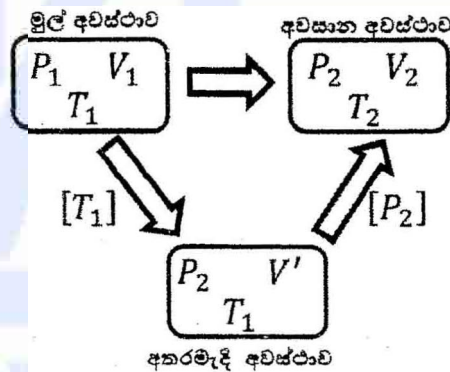 මුල් අවස්ථාව අවසාන අවස්ථාව
P₁ V₁ P₂ V₂
T₁ T₂
[T₁] [P₂]
P₂ V'
T₁
අතරමැදි අවස්ථාව